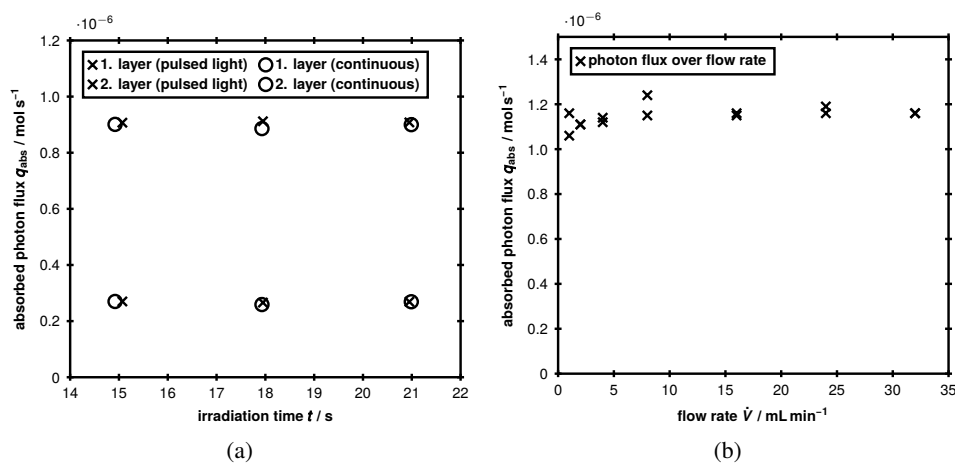 ·10⁻⁶
1.2
1
0.8
0.6
0.4
0.2
0
absorbed photon flux q_abs / mol s⁻¹
1. layer (pulsed light) 1. layer (continuous)
2. layer (pulsed light) 2. layer (continuous)
14 15 16 17 18 19 20 21 22
irradiation time t / s
(a)
·10⁻⁶
1.4
1.2
1
0.8
0.6
0.4
0.2
0
absorbed photon flux q_abs / mol s⁻¹
photon flux over flow rate
0 5 10 15 20 25 30 35
flow rate V̇ / mL min⁻¹
(b)